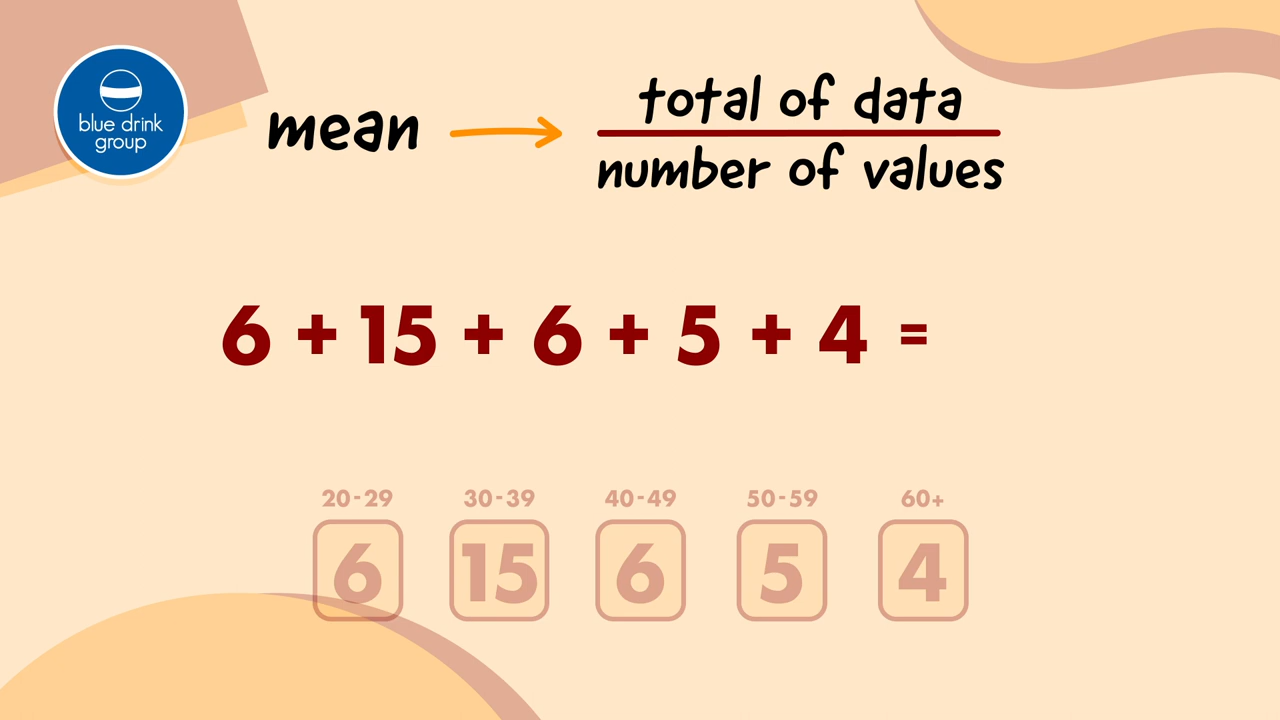 blue drink
group
mean
total of data
number of values
6 + 15 + 6 + 5 + 4 =
20-29 30-39 40-49 50-59 60+
6 15 6 5 4